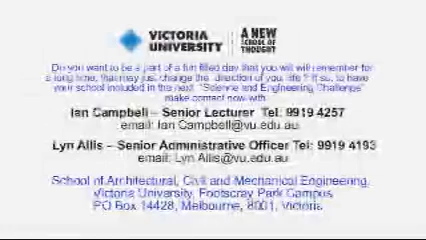 VICTORIA UNIVERSITY
A NEW SCHOOL OF THOUGHT
Do you want to be a part of a fun filled day that you will will remember for
a long time, that may just change the direction of your life? If so, to have
your school included in the next "Science and Engineering Challenge"
make contact now with
Ian Campbell – Senior Lecturer Tel: 9919 4257
email: Ian.Campbell@vu.edu.au
Lyn Allis – Senior Administrative Officer Tel: 9919 4193
email: Lyn.Allis@vu.edu.au
School of Architectural, Civil and Mechanical Engineering,
Victoria University, Footscray Park Campus,
PO Box 14428, Melbourne, 8001, Victoria